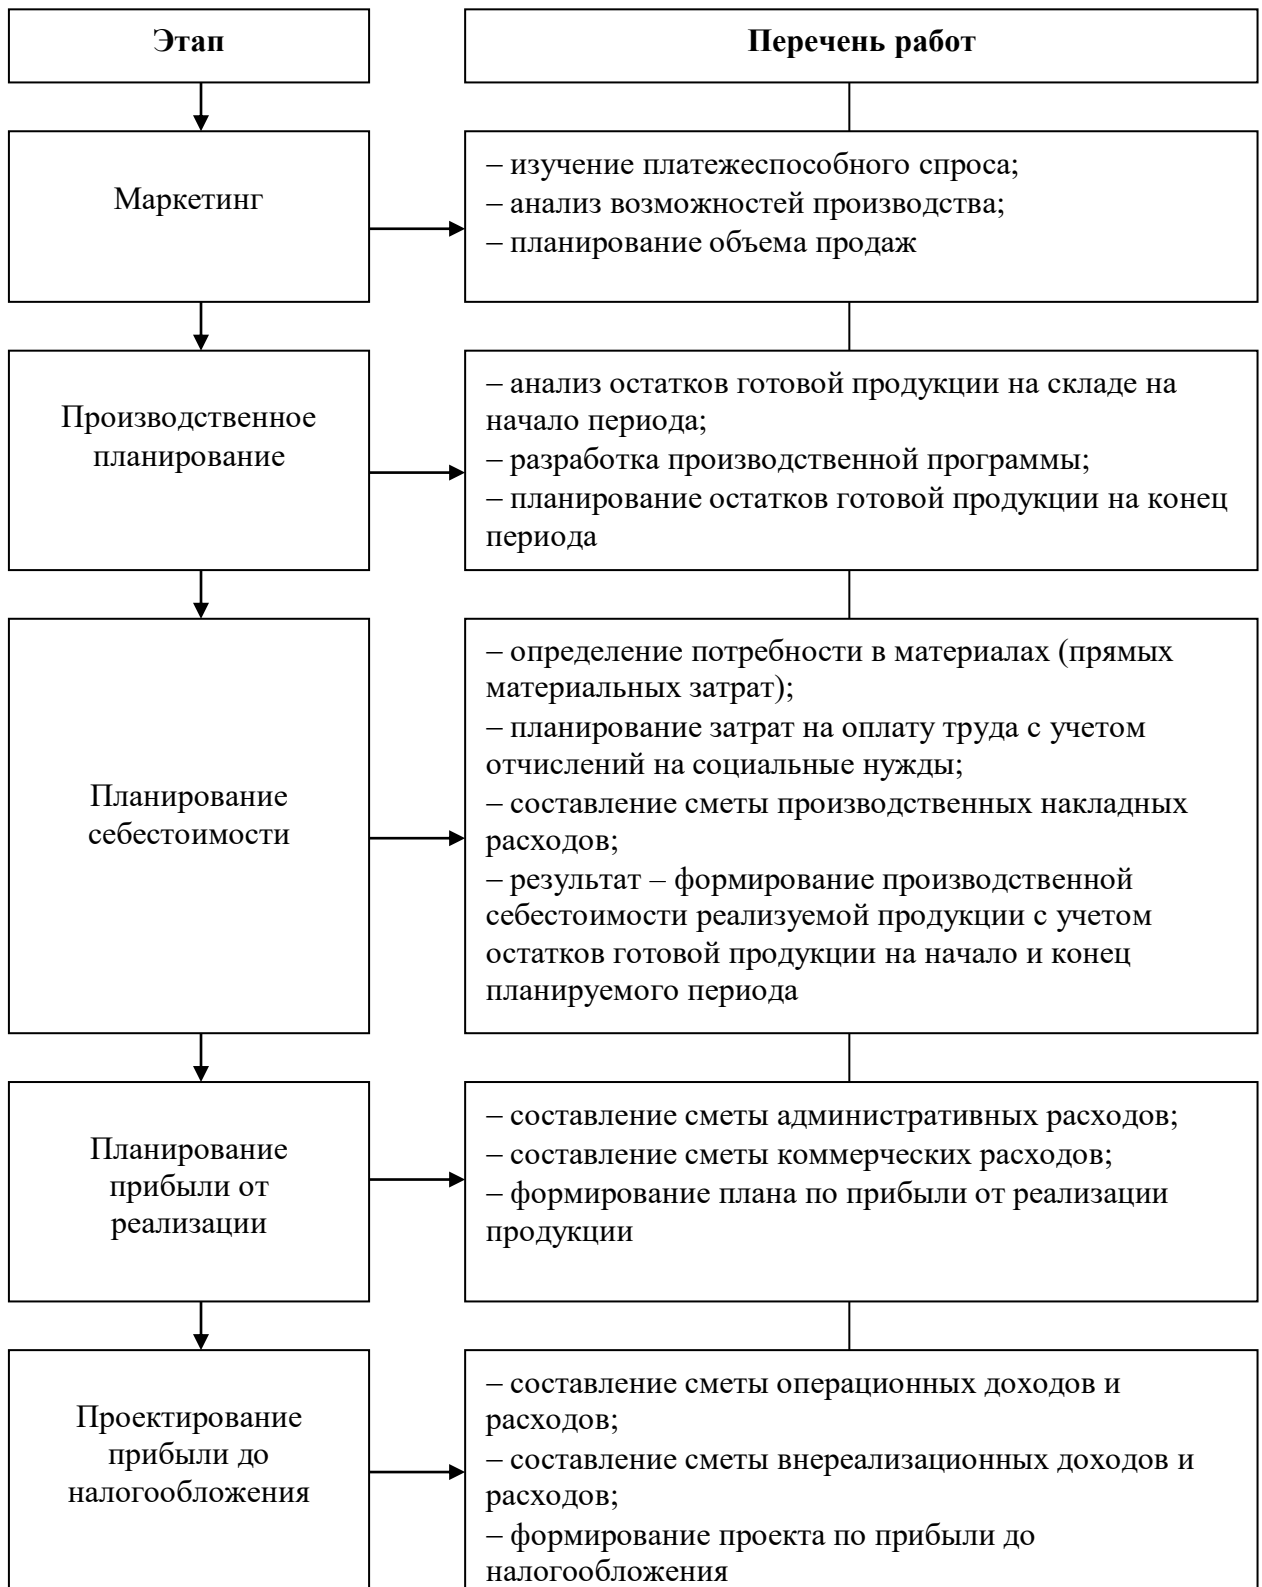 Этап
Перечень работ
Маркетинг
– изучение платежеспособного спроса;
– анализ возможностей производства;
– планирование объема продаж
Производственное
планирование
– анализ остатков готовой продукции на складе на
начало периода;
– разработка производственной программы;
– планирование остатков готовой продукции на конец
периода
Планирование
себестоимости
– определение потребности в материалах (прямых
материальных затрат);
– планирование затрат на оплату труда с учетом
отчислений на социальные нужды;
– составление сметы производственных накладных
расходов;
– результат – формирование производственной
себестоимости реализуемой продукции с учетом
остатков готовой продукции на начало и конец
планируемого периода
Планирование
прибыли от
реализации
– составление сметы административных расходов;
– составление сметы коммерческих расходов;
– формирование плана по прибыли от реализации
продукции
Проектирование
прибыли до
налогообложения
– составление сметы операционных доходов и
расходов;
– составление сметы внереализационных доходов и
расходов;
– формирование проекта по прибыли до
налогообложения